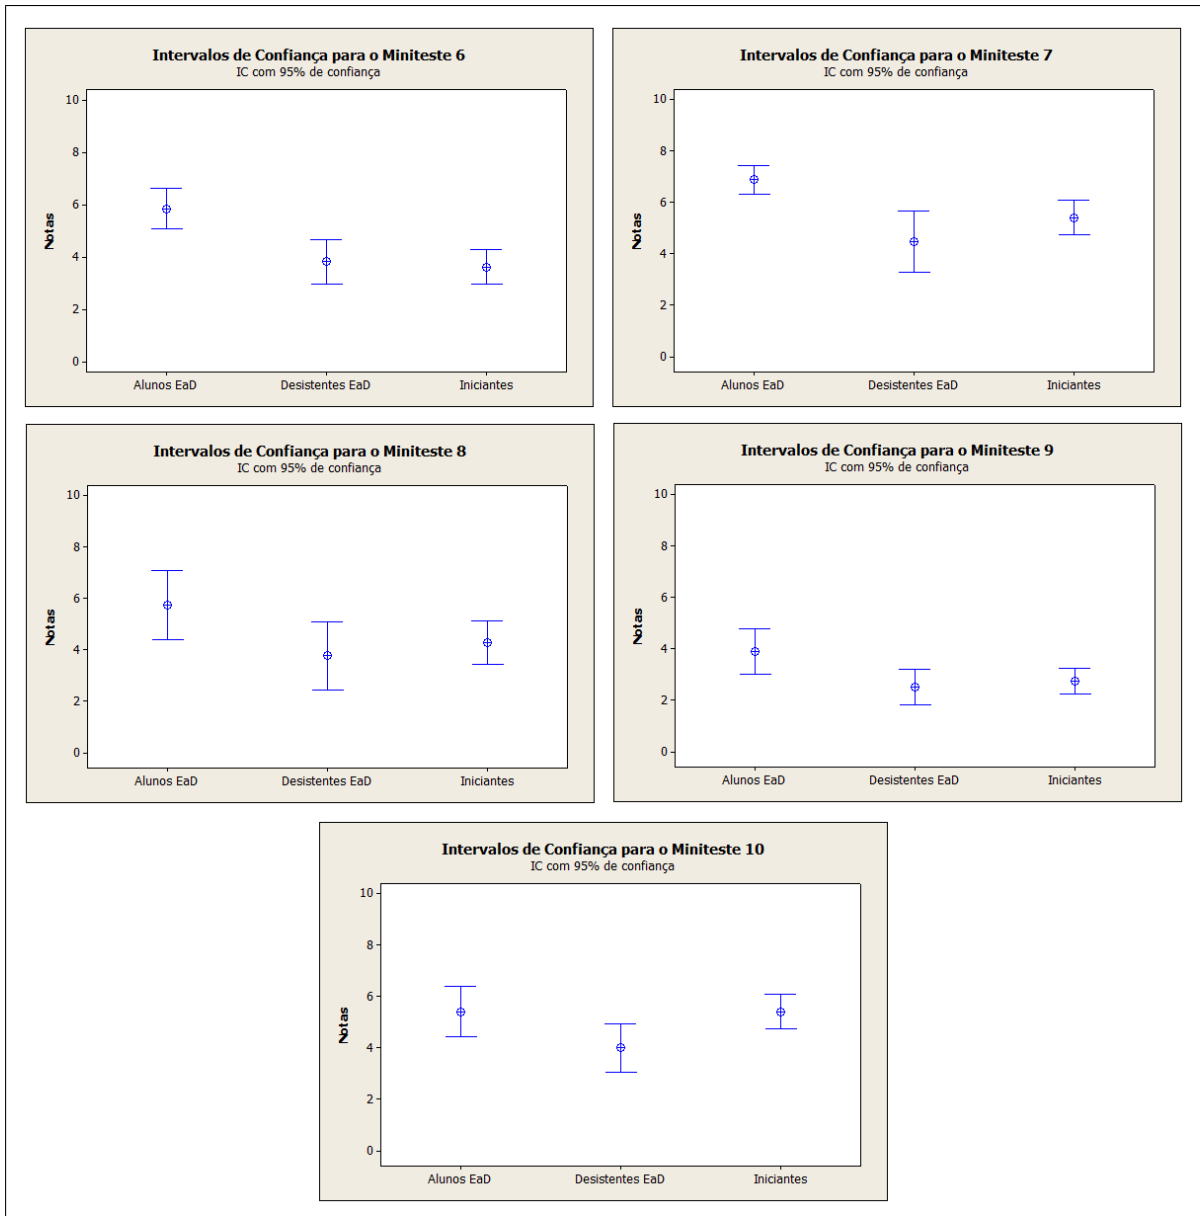 Intervalos de Confiança para o Miniteste 6
IC com 95% de confiança
Notas
10
8
6
4
2
0
Alunos EaD Desistentes EaD Iniciantes
Intervalos de Confiança para o Miniteste 7
IC com 95% de confiança
Notas
10
8
6
4
2
0
Alunos EaD Desistentes EaD Iniciantes
Intervalos de Confiança para o Miniteste 8
IC com 95% de confiança
Notas
10
8
6
4
2
0
Alunos EaD Desistentes EaD Iniciantes
Intervalos de Confiança para o Miniteste 9
IC com 95% de confiança
Notas
10
8
6
4
2
0
Alunos EaD Desistentes EaD Iniciantes
Intervalos de Confiança para o Miniteste 10
IC com 95% de confiança
Notas
10
8
6
4
2
0
Alunos EaD Desistentes EaD Iniciantes